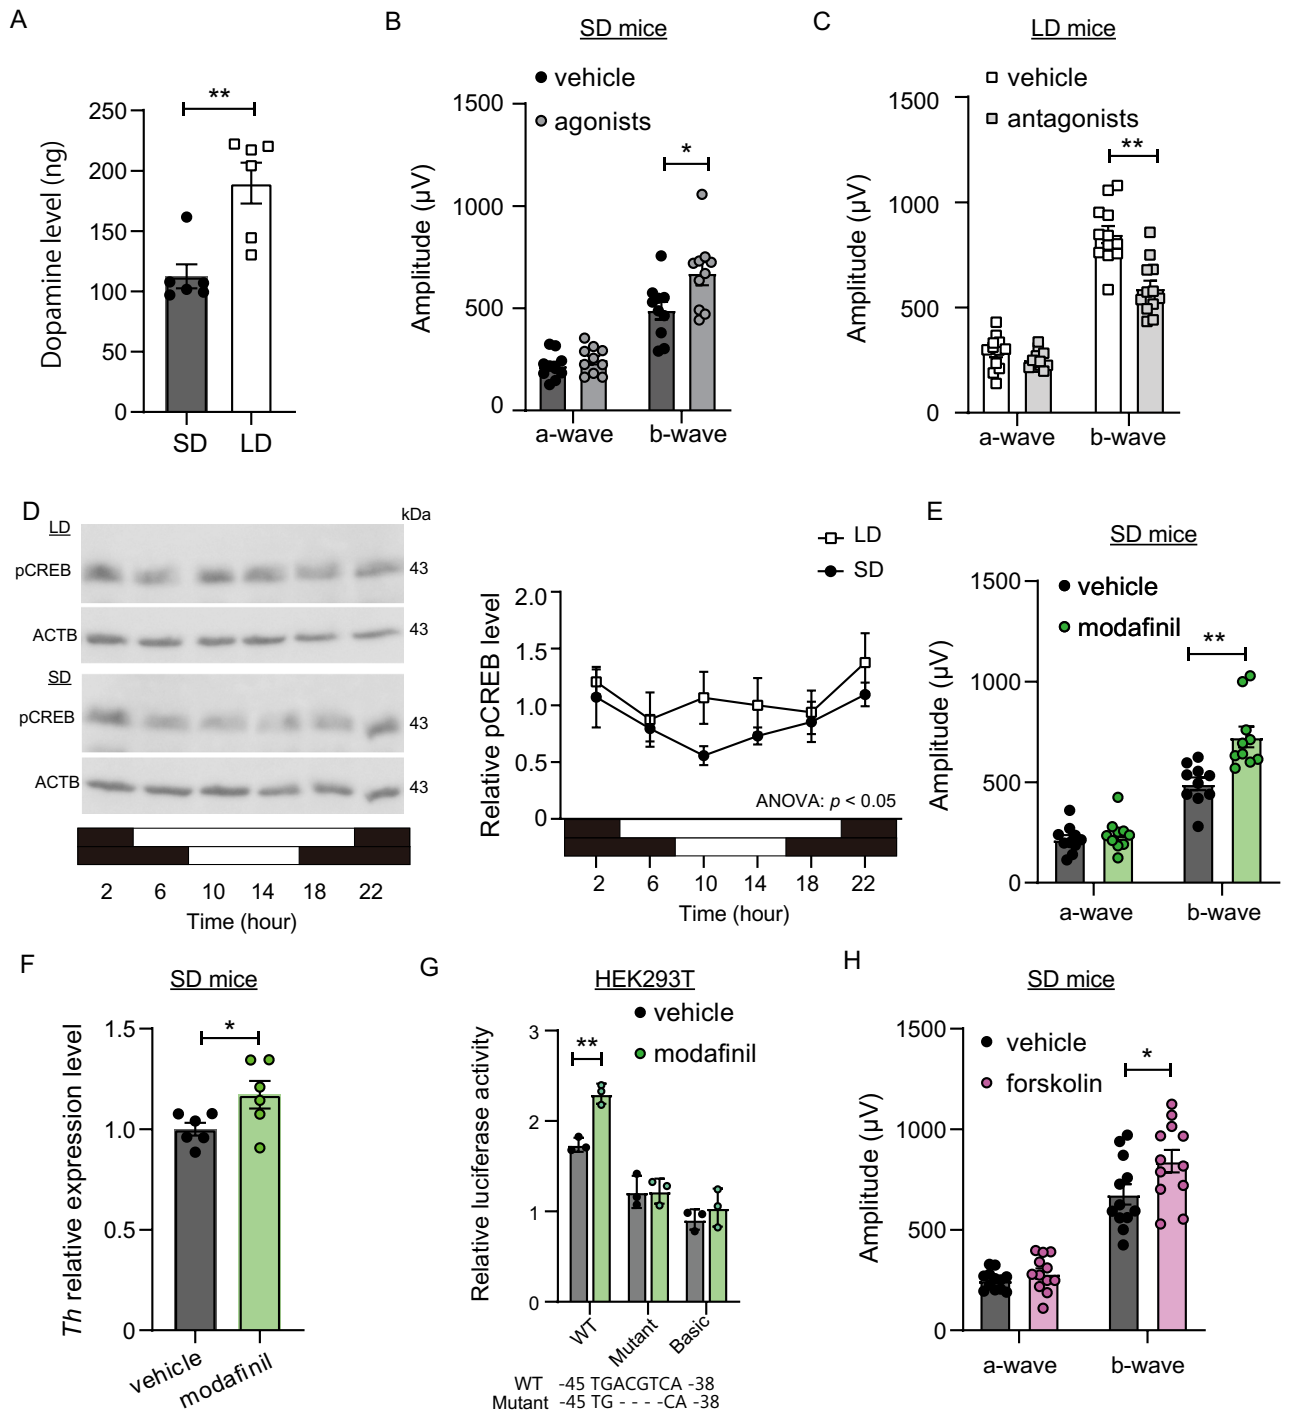 A
**
250
200
150
100
50
0
Dopamine level (ng)
SD
LD
B
SD mice
vehicle
agonists
*
1500
1000
500
0
Amplitude (µV)
a-wave
b-wave
C
LD mice
vehicle
antagonists
**
1500
1000
500
0
Amplitude (µV)
a-wave
b-wave
D
kDa
LD
pCREB
43
ACTB
43
SD
pCREB
43
ACTB
43
2 6 10 14 18 22
Time (hour)
LD
SD
2.0
1.5
1.0
0.5
0
Relative pCREB level
ANOVA: p < 0.05
2 6 10 14 18 22
Time (hour)
E
SD mice
vehicle
modafinil
**
1500
1000
500
0
Amplitude (µV)
a-wave
b-wave
F
SD mice
*
1.5
1.0
0.5
0
Th relative expression level
vehicle
modafinil
G
HEK293T
vehicle
modafinil
**
3
2
1
0
Relative luciferase activity
WT
Mutant
Basic
WT -45 TGACGTCA -38
Mutant -45 TG - - - -CA -38
H
SD mice
vehicle
forskolin
*
1500
1000
500
0
Amplitude (µV)
a-wave
b-wave